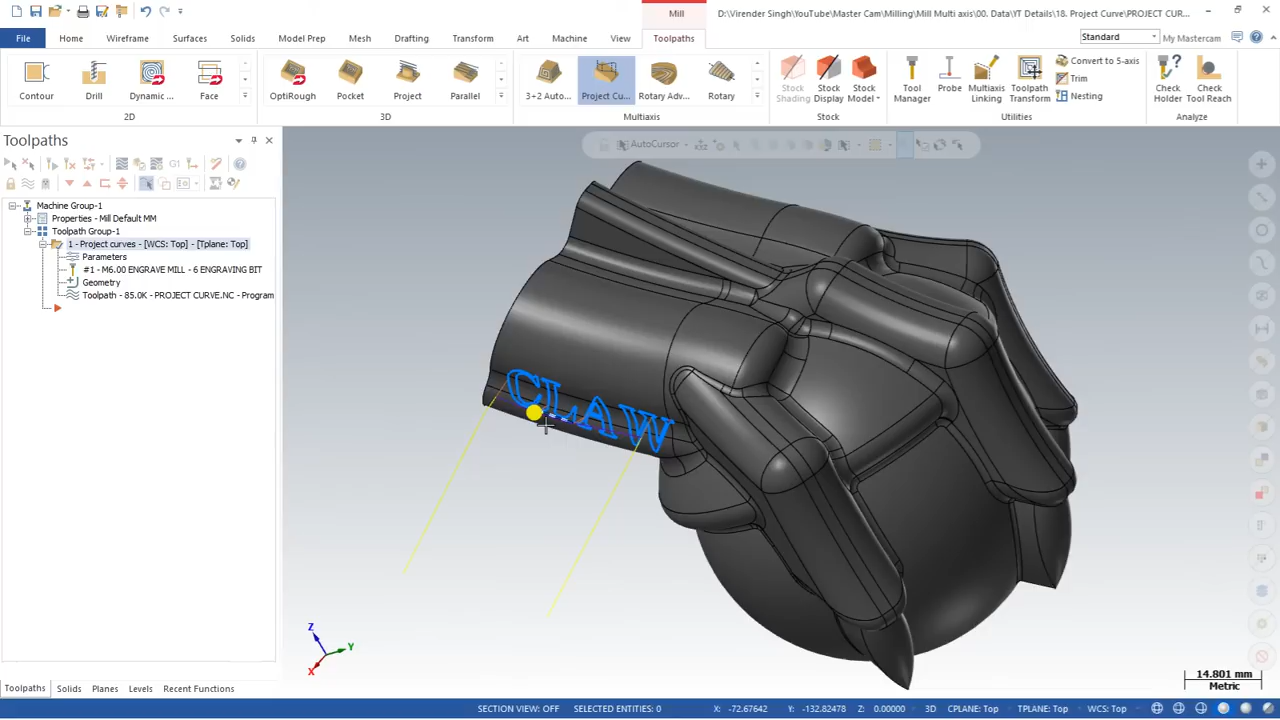 Mill
D:\Virender Singh\YouTube\Master Cam\Milling\Mill Multi axis\00. Data\YT Details\18. Project Curve\PROJECT CUR...
File Home Wireframe Surfaces Solids Model Prep Mesh Drafting Transform Art Machine View Toolpaths
Standard My Mastercam
Contour Drill Dynamic ... Face OptiRough Pocket Project Parallel 3+2 Auto... Project Cu... Rotary Adv... Rotary Stock Shading Stock Display Stock Model Tool Manager Probe Multiaxis Linking Toolpath Transform Convert to 5-axis Trim Nesting Check Holder Check Tool Reach
2D 3D Multiaxis Stock Utilities Analyze
Toolpaths
AutoCursor
G1
Machine Group-1
Properties - Mill Default MM
Toolpath Group-1
1 - Project curves - [WCS: Top] - [Tplane: Top]
Parameters
#1 - M6.00 ENGRAVE MILL - 6 ENGRAVING BIT
Geometry
Toolpath - 85.0K - PROJECT CURVE.NC - Program
CLAW
Z
Y
X
14.801 mm
Metric
Toolpaths Solids Planes Levels Recent Functions
SECTION VIEW: OFF SELECTED ENTITIES: 0 X: -72.67642 Y: -132.82478 Z: 0.00000 3D CPLANE: Top TPLANE: Top WCS: Top